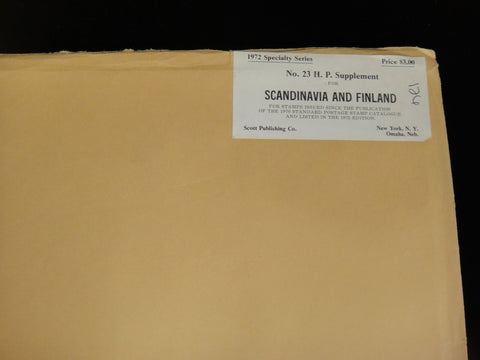 1972 Specialty Series Price $3.00
No. 23 H. P. Supplement
FOR
SCANDINAVIA AND FINLAND
FOR STAMPS ISSUED SINCE THE PUBLICATION
OF THE 1970 STANDARD POSTAGE STAMP CATALOGUE
AND LISTED IN THE 1972 EDITION.
Scott Publishing Co. New York, N. Y.
Omaha, Neb.